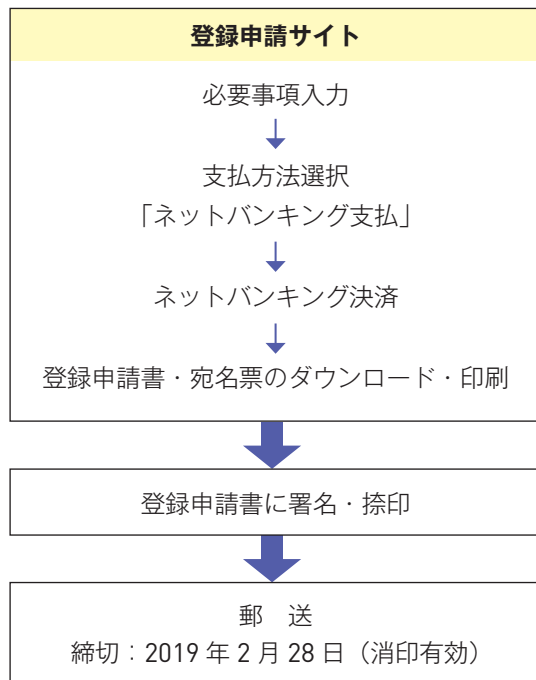 登録申請サイト
必要事項入力
支払方法選択
「ネットバンキング支払」
ネットバンキング決済
登録申請書・宛名票のダウンロード・印刷
登録申請書に署名・捺印
郵　送
締切：2019 年 2 月 28 日（消印有効）